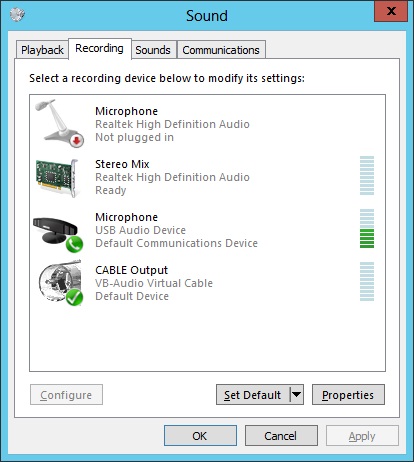 Sound
x
Playback Recording Sounds Communications
Select a recording device below to modify its settings:
Microphone
Realtek High Definition Audio
Not plugged in
Stereo Mix
Realtek High Definition Audio
Ready
Microphone
USB Audio Device
Default Communications Device
CABLE Output
VB-Audio Virtual Cable
Default Device
Configure Set Default Properties
OK Cancel Apply